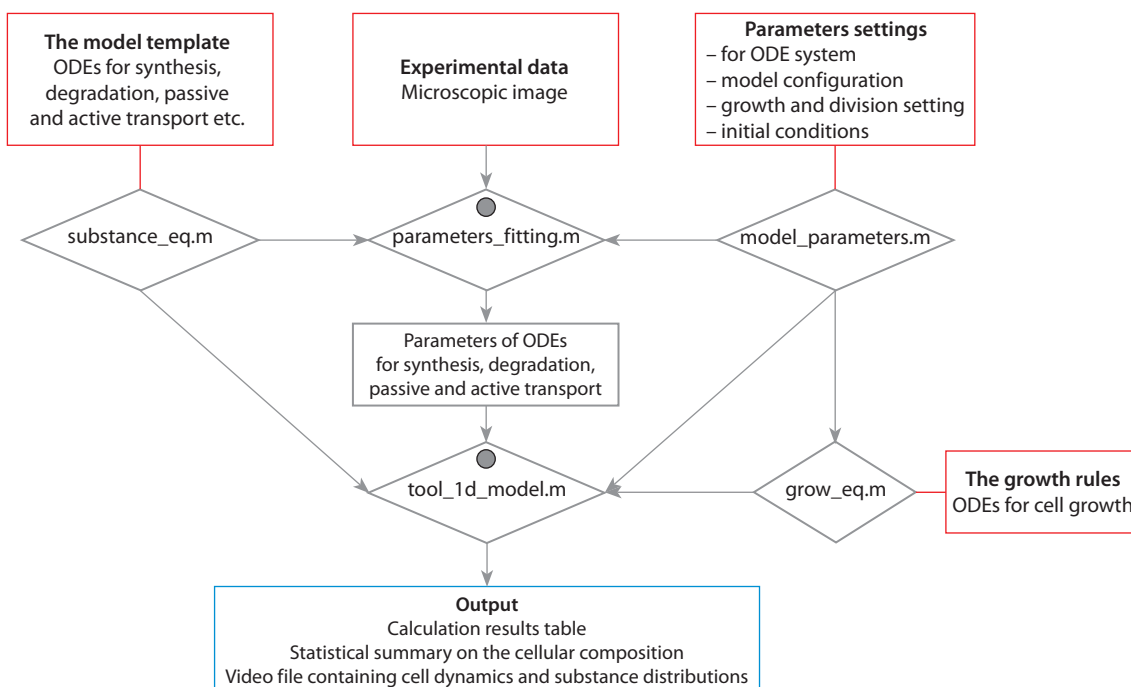 The model template
ODEs for synthesis,
degradation, passive
and active transport etc.
Experimental data
Microscopic image
Parameters settings
– for ODE system
– model configuration
– growth and division setting
– initial conditions
substance_eq.m
parameters_fitting.m
model_parameters.m
Parameters of ODEs
for synthesis, degradation,
passive and active transport
tool_1d_model.m
grow_eq.m
The growth rules
ODEs for cell growth
Output
Calculation results table
Statistical summary on the cellular composition
Video file containing cell dynamics and substance distributions